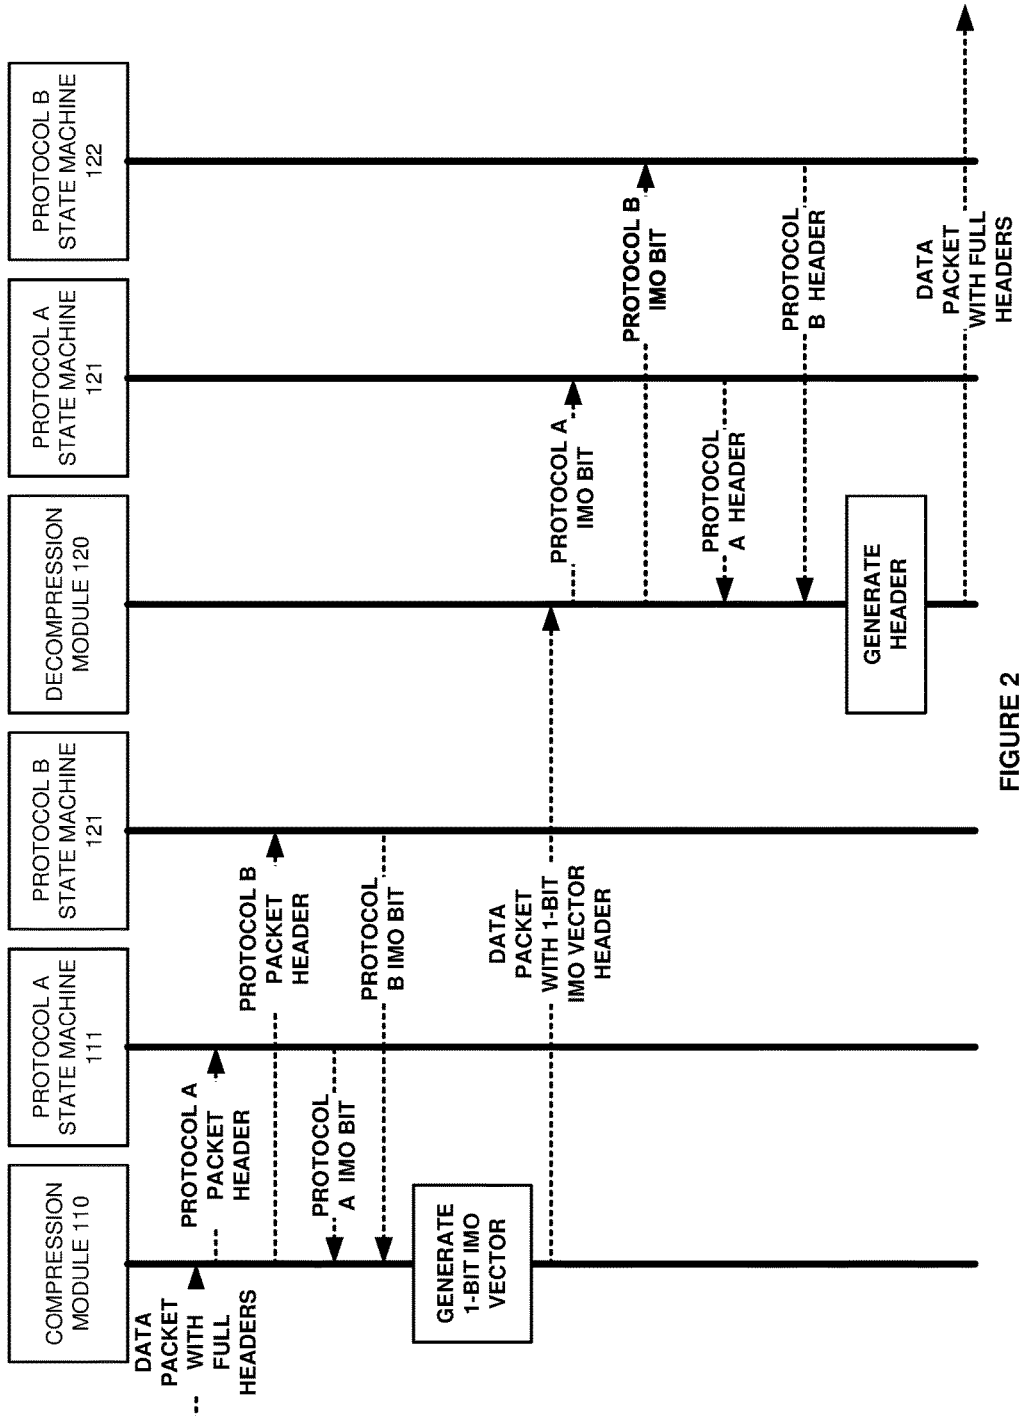 COMPRESSION
MODULE 110
PROTOCOL A
STATE MACHINE
111
PROTOCOL B
STATE MACHINE
121
DECOMPRESSION
MODULE 120
PROTOCOL A
STATE MACHINE
121
PROTOCOL B
STATE MACHINE
122
DATA
PACKET
WITH
FULL
HEADERS
PROTOCOL A
PACKET
HEADER
PROTOCOL B
PACKET
HEADER
PROTOCOL
A IMO BIT
PROTOCOL
B IMO BIT
GENERATE
1-BIT IMO
VECTOR
DATA
PACKET
WITH 1-BIT
IMO VECTOR
HEADER
PROTOCOL A
IMO BIT
PROTOCOL B
IMO BIT
PROTOCOL
A HEADER
PROTOCOL
B HEADER
GENERATE
HEADER
DATA
PACKET
WITH FULL
HEADERS
FIGURE 2